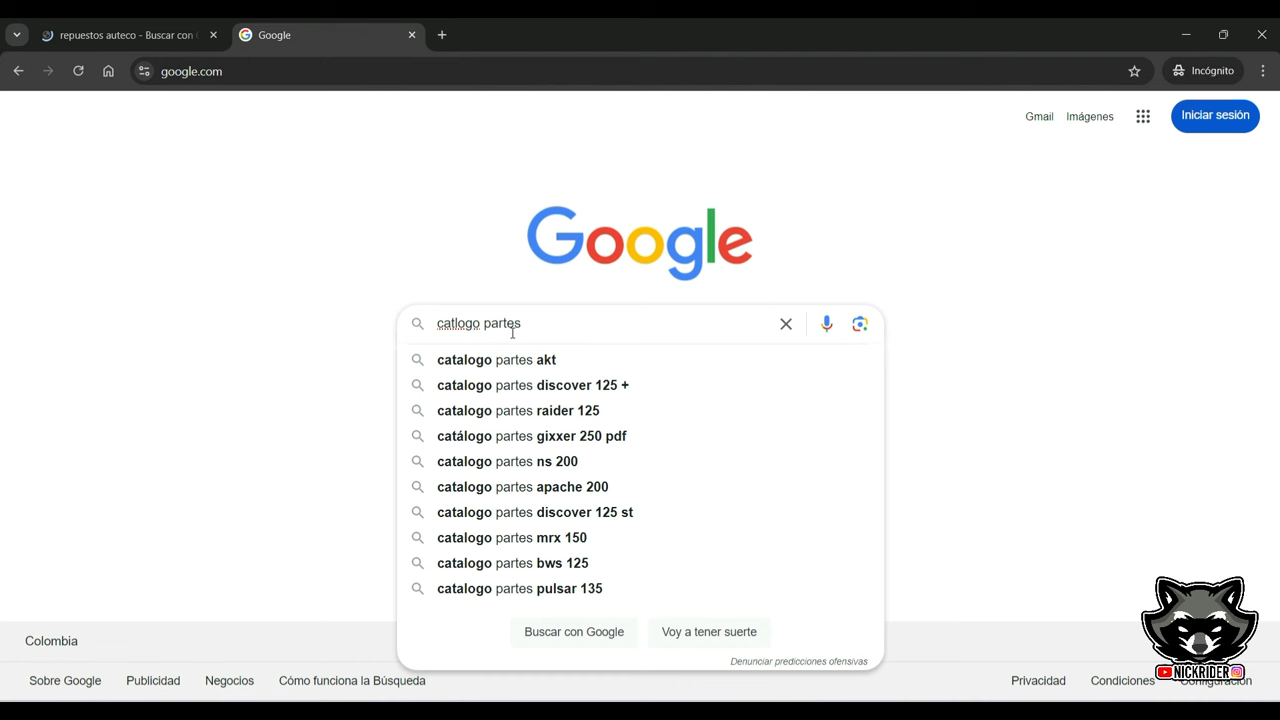 repuestos auteco - Buscar con
Google
google.com
Incógnito
Gmail
Imágenes
Iniciar sesión
Google
catlogo partes
catalogo partes akt
catalogo partes discover 125 +
catalogo partes raider 125
catálogo partes gixxer 250 pdf
catalogo partes ns 200
catalogo partes apache 200
catalogo partes discover 125 st
catalogo partes mrx 150
catalogo partes bws 125
catalogo partes pulsar 135
Buscar con Google
Voy a tener suerte
Denunciar predicciones ofensivas
Colombia
Sobre Google
Publicidad
Negocios
Cómo funciona la Búsqueda
Privacidad
Condiciones
Configuración
NICKRIDER